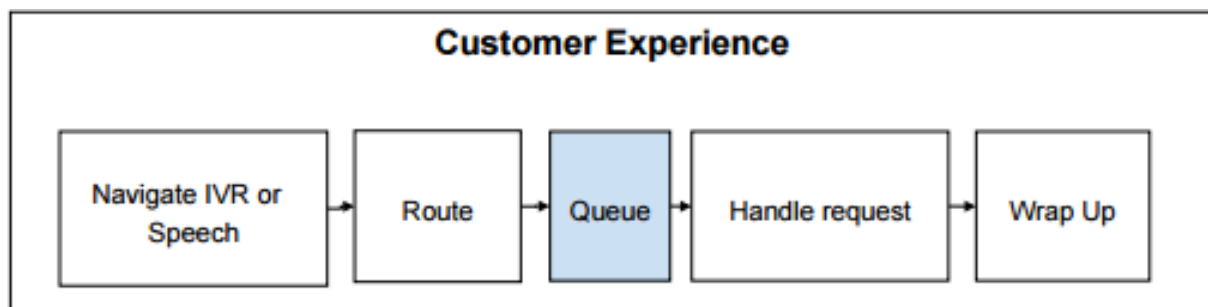 Customer Experience
Navigate IVR or
Speech
Route
Queue
Handle request
Wrap Up